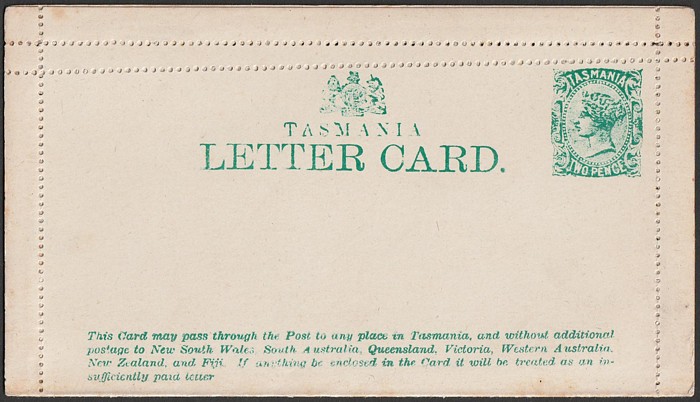 TASMANIA
TASMANIA
LETTER CARD.
TWO PENCE
This Card may pass through the Post to any place in Tasmania, and without additional
postage to New South Wales, South Australia, Queensland, Victoria, Western Australia.
New Zealand, and Fiji. If anything be enclosed in the Card it will be treated as an in-
sufficiently paid letter